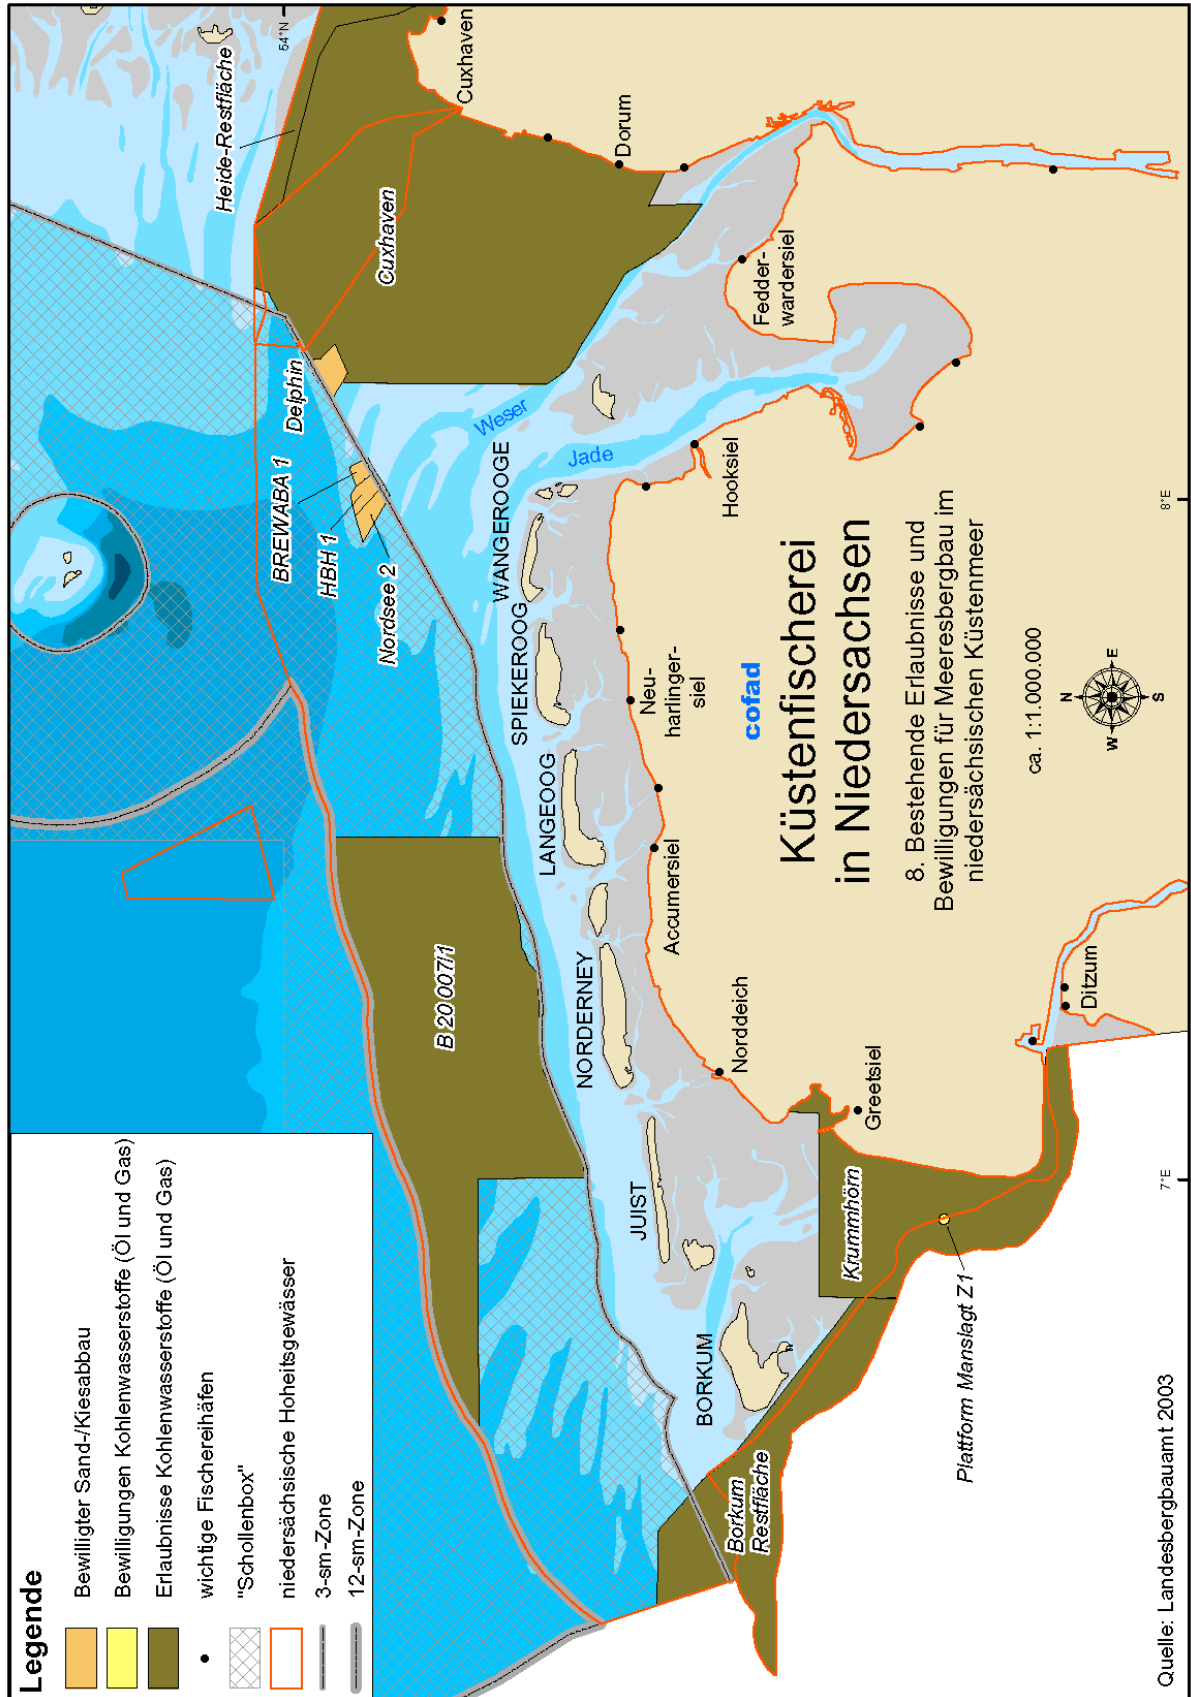 Legende
Bewilligter Sand-/Kiesabbau
Bewilligungen Kohlenwasserstoffe (Öl und Gas)
Erlaubnisse Kohlenwasserstoffe (Öl und Gas)
wichtige Fischereihäfen
"Schollenbox"
niedersächsische Hoheitsgewässer
3-sm-Zone
12-sm-Zone
54°N
Heide-Restfläche
Cuxhaven
Cuxhaven
Dorum
Delphin
BREWABA 1
HBH 1
Nordsee 2
Weser
Jade
Fedder-
wardersiel
Hooksiel
WANGEROOGE
SPIEKEROOG
LANGEOOG
NORDERNEY
JUIST
BORKUM
B 20 007/1
Neu-
harlinger-
siel
Accumersiel
Norddeich
Greetsiel
Ditzum
Krummhörn
Borkum
Restfläche
Plattform Manslagt Z1
cofad
Küstenfischerei
in Niedersachsen
8. Bestehende Erlaubnisse und
Bewilligungen für Meeresbergbau im
niedersächsischen Küstenmeer
ca. 1:1.000.000
N
W
E
S
7°E
8°E
Quelle: Landesbergbauamt 2003